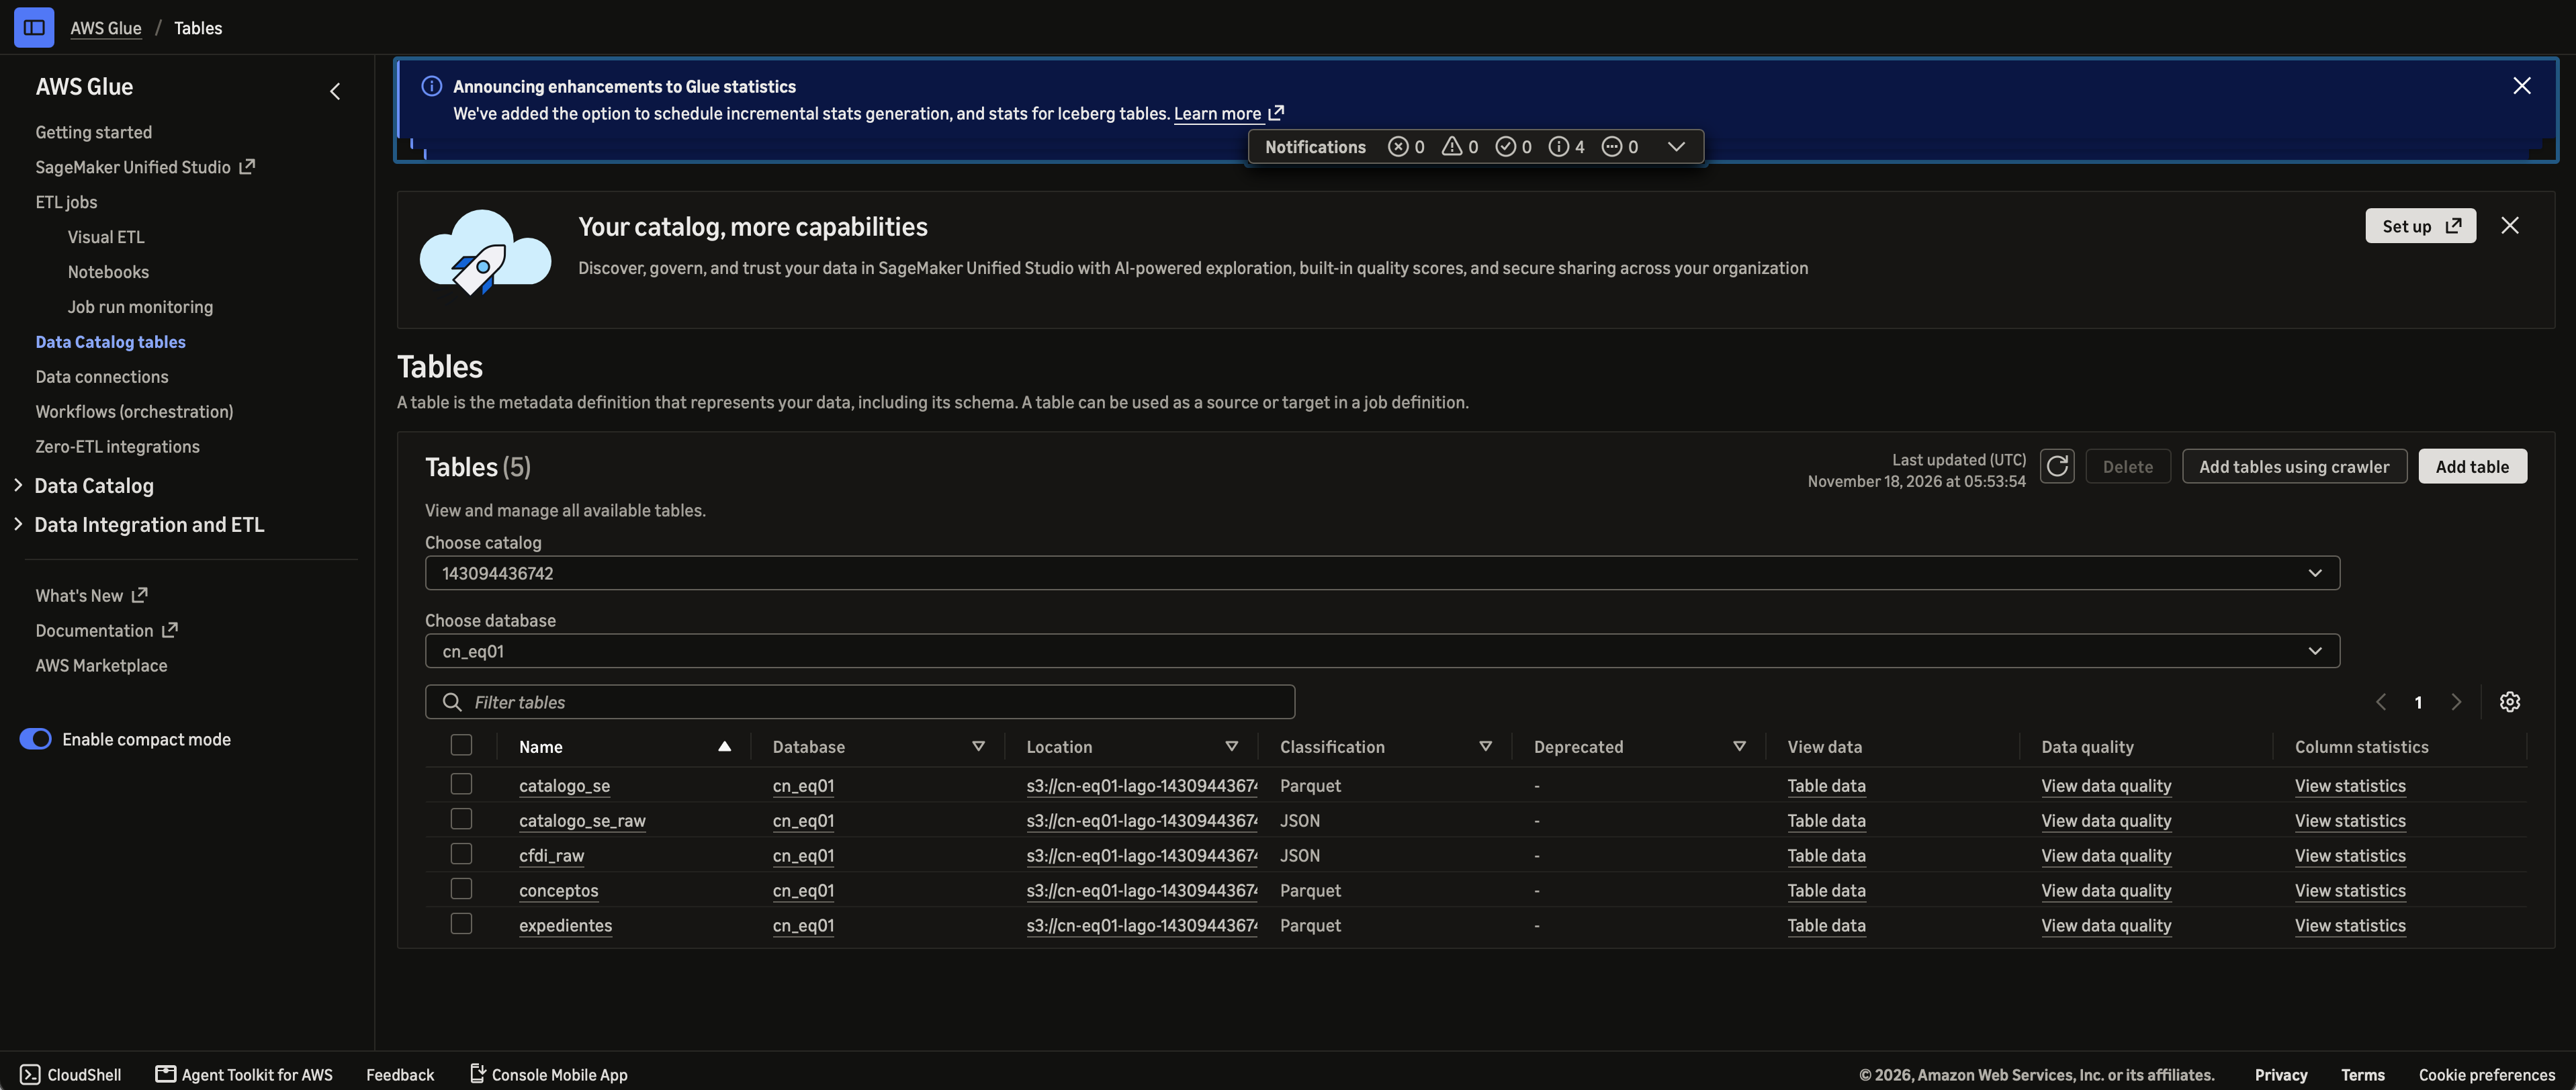 AWS Glue / Tables
AWS Glue
Getting started
SageMaker Unified Studio
ETL jobs
Visual ETL
Notebooks
Job run monitoring
Data Catalog tables
Data connections
Workflows (orchestration)
Zero-ETL integrations
Data Catalog
Data Integration and ETL
What's New
Documentation
AWS Marketplace
Enable compact mode
Announcing enhancements to Glue statistics
We've added the option to schedule incremental stats generation, and stats for Iceberg tables. Learn more
Notifications 0 0 0 4 0
Your catalog, more capabilities
Set up
Discover, govern, and trust your data in SageMaker Unified Studio with AI-powered exploration, built-in quality scores, and secure sharing across your organization
Tables
A table is the metadata definition that represents your data, including its schema. A table can be used as a source or target in a job definition.
Tables (5)
Last updated (UTC)
November 18, 2026 at 05:53:54
Delete
Add tables using crawler
Add table
View and manage all available tables.
Choose catalog
143094436742
Choose database
cn_eq01
Filter tables
1
Name Database Location Classification Deprecated View data Data quality Column statistics
catalogo_se cn_eq01 s3://cn-eq01-lago-14309443674 Parquet - Table data View data quality View statistics
catalogo_se_raw cn_eq01 s3://cn-eq01-lago-14309443674 JSON - Table data View data quality View statistics
cfdi_raw cn_eq01 s3://cn-eq01-lago-14309443674 JSON - Table data View data quality View statistics
conceptos cn_eq01 s3://cn-eq01-lago-14309443674 Parquet - Table data View data quality View statistics
expedientes cn_eq01 s3://cn-eq01-lago-14309443674 Parquet - Table data View data quality View statistics
CloudShell Agent Toolkit for AWS Feedback Console Mobile App © 2026, Amazon Web Services, Inc. or its affiliates. Privacy Terms Cookie preferences